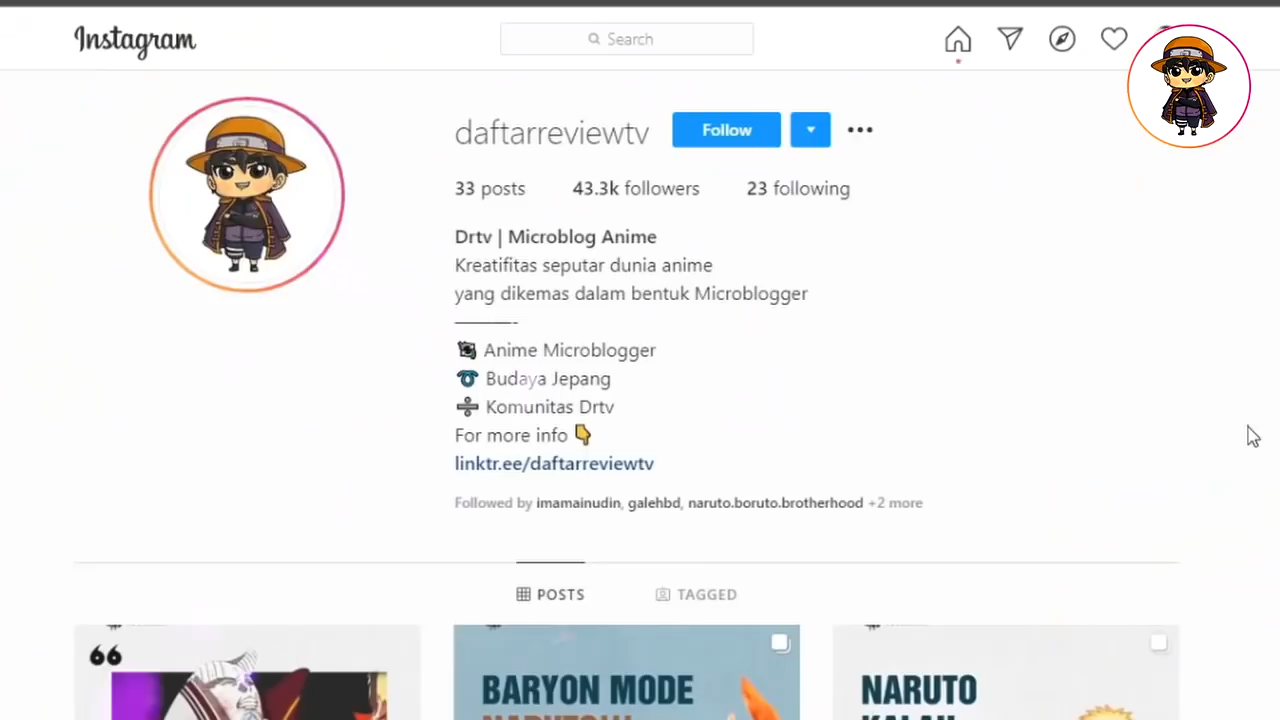 Instagram
Search
daftarreviewtv Follow
33 posts 43.3k followers 23 following
Drtv | Microblog Anime
Kreatifitas seputar dunia anime
yang dikemas dalam bentuk Microblogger
————-
Anime Microblogger
Budaya Jepang
Komunitas Drtv
For more info 👇
linktr.ee/daftarreviewtv
Followed by imamainudin, galehbd, naruto.boruto.brotherhood +2 more
POSTS TAGGED
BARYON MODE
NARUTO